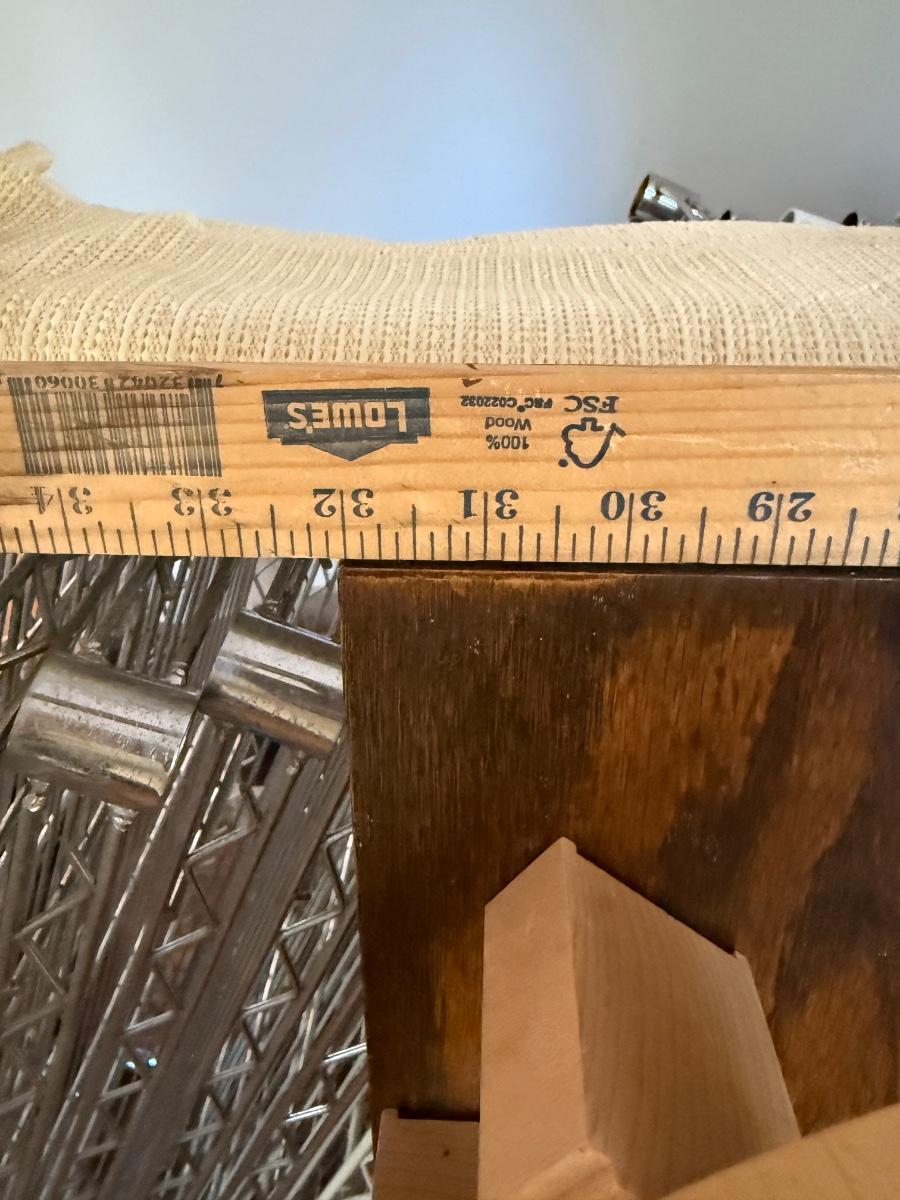 29 30 31 32 33 34
100%
Wood
FSC FSC® C022032
LOWE'S